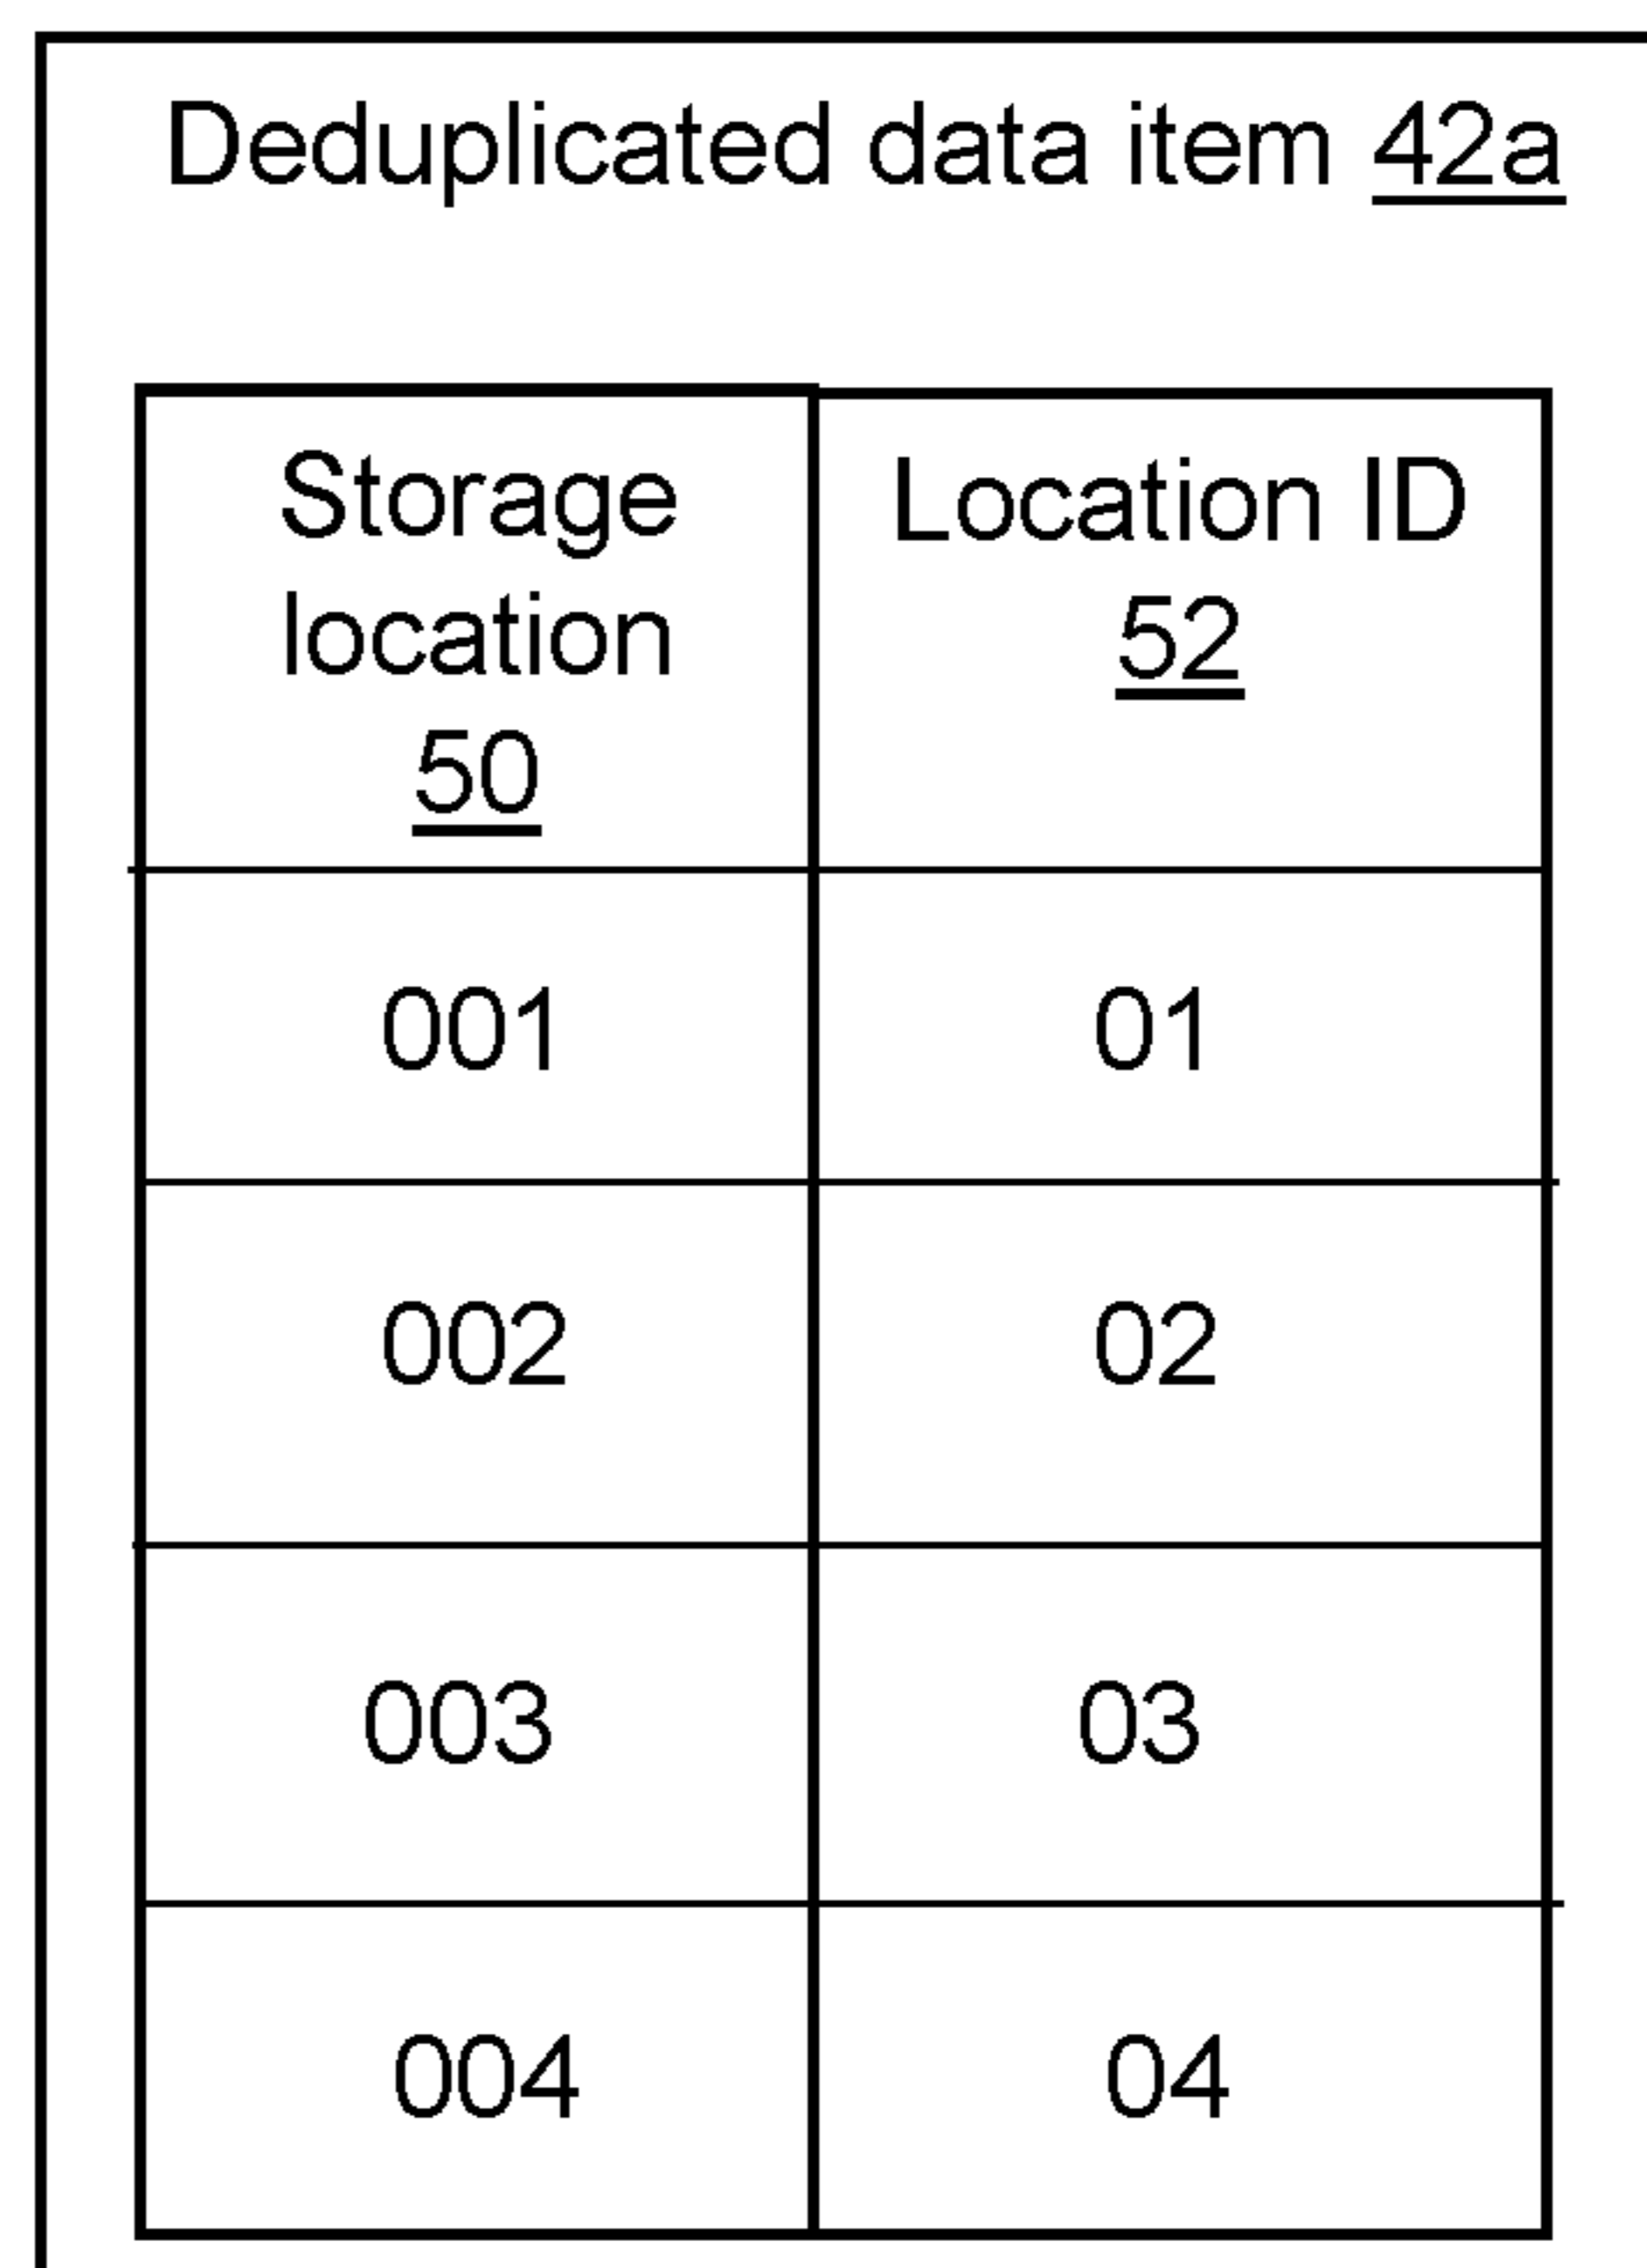 Deduplicated data item 42a
Storage
location
50
Location ID
52
001
01
002
02
003
03
004
04